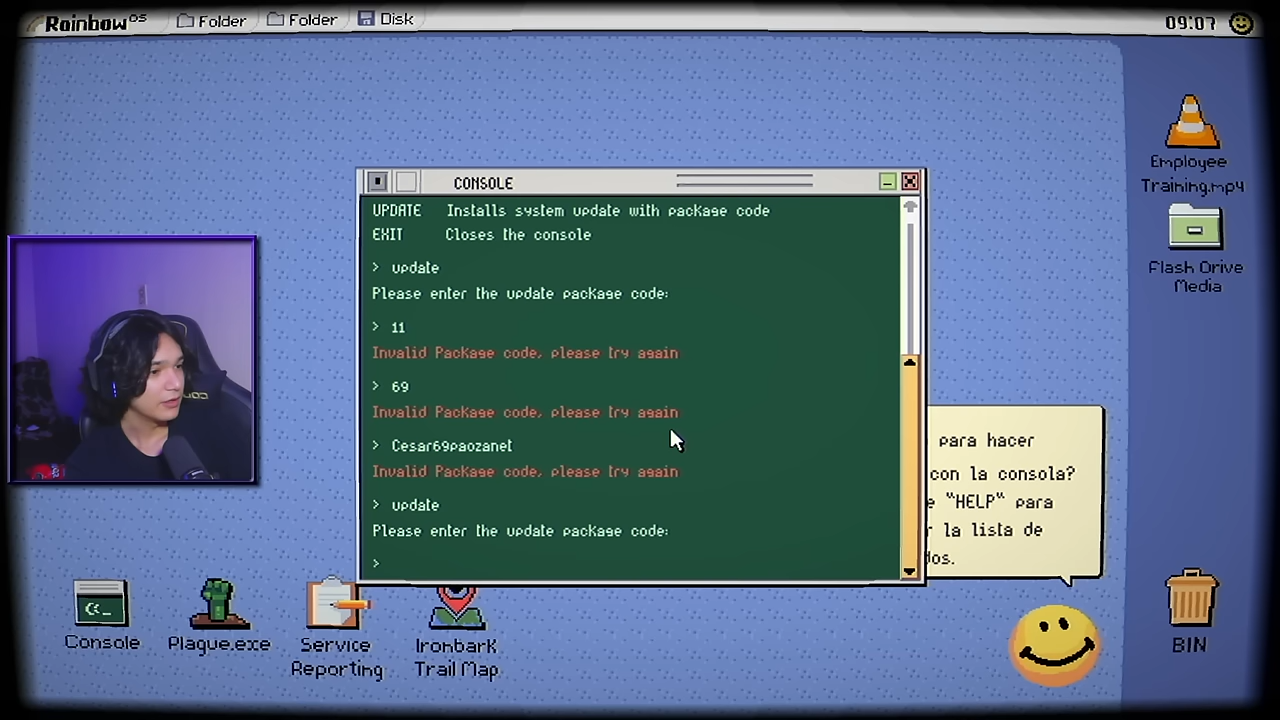 RainbowOS
Folder
Folder
Disk
09:07
Employee
Training.mp4
Flash Drive
Media
CONSOLE
UPDATE Installs system update with package code
EXIT Closes the console
> update
Please enter the update package code:
> 11
Invalid Package code, please try again
> 69
Invalid Package code, please try again
> Cesar69paozanet
Invalid Package code, please try again
> update
Please enter the update package code:
>
para hacer
con la consola?
"HELP" para
la lista de
Console
Plague.exe
Service
Reporting
Ironbark
Trail Map
BIN